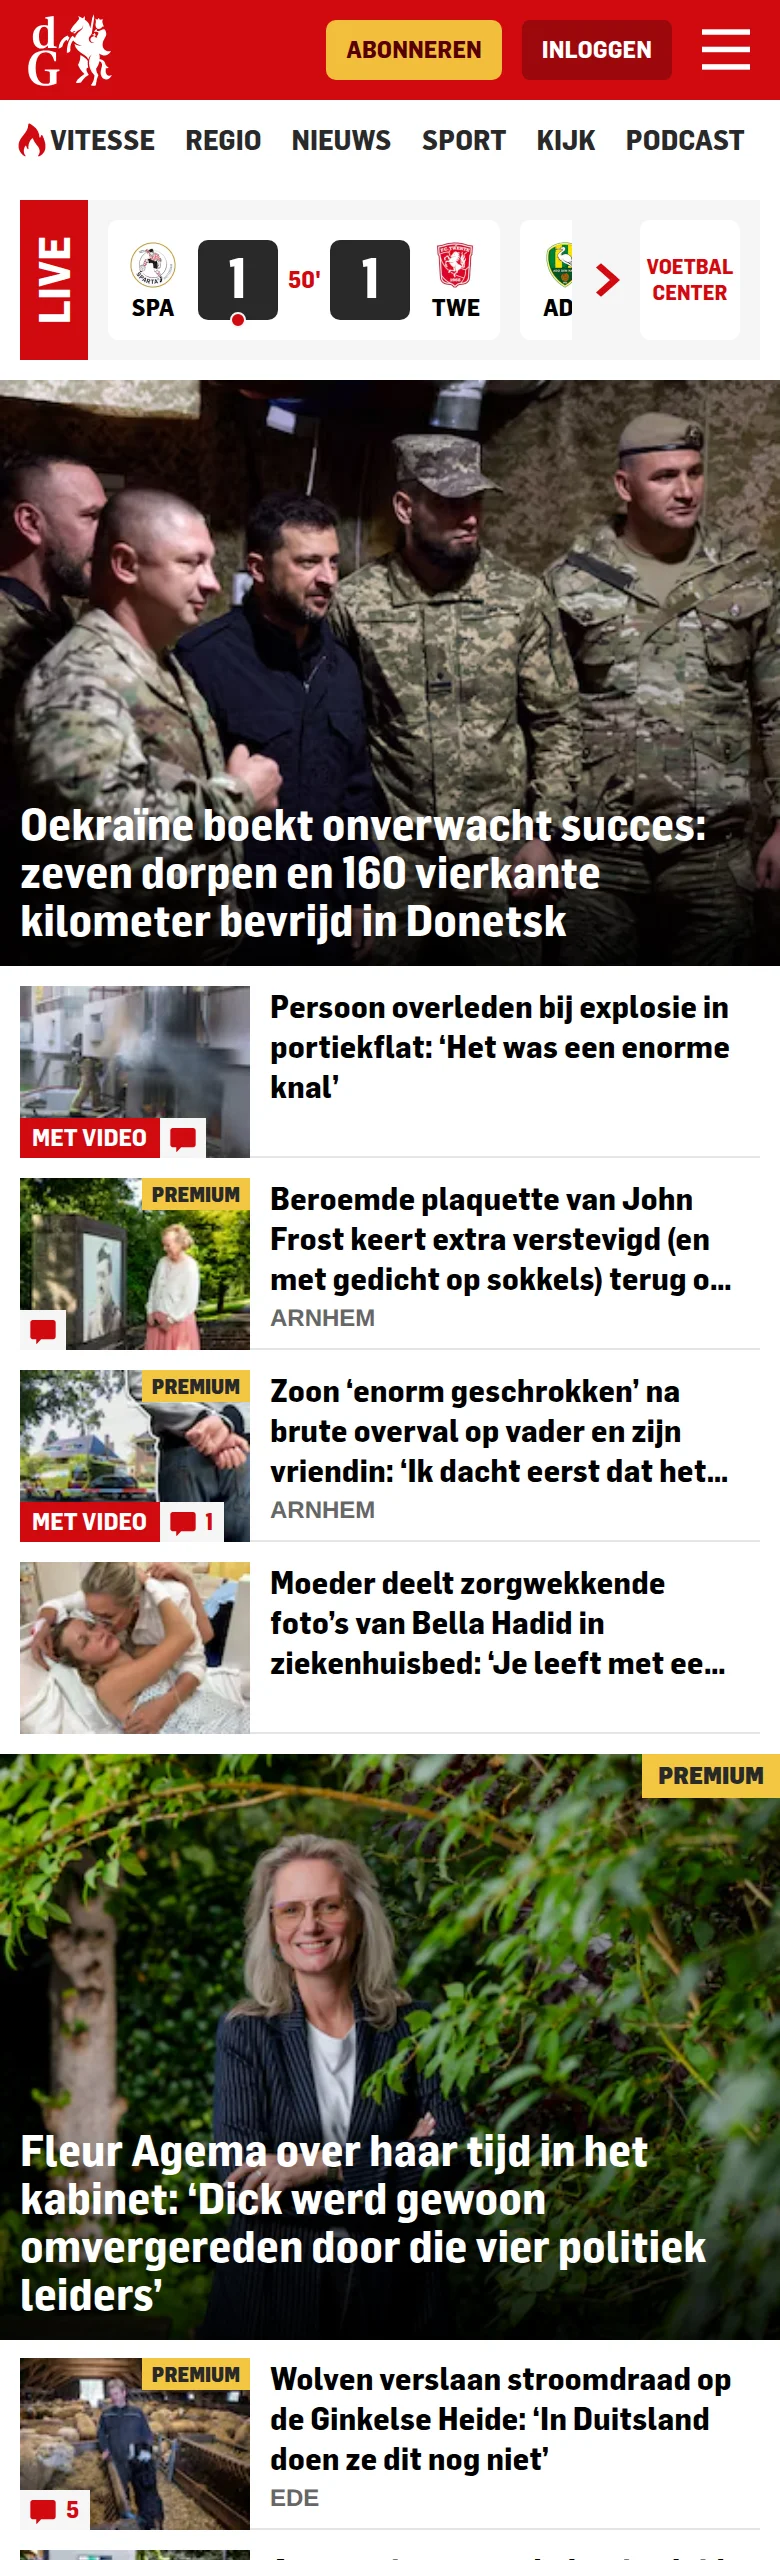 dG
ABONNEREN
INLOGGEN
VITESSE REGIO NIEUWS SPORT KIJK PODCAST
LIVE
SPA
1
50'
1
TWE
AD
VOETBAL
CENTER
Oekraïne boekt onverwacht succes:
zeven dorpen en 160 vierkante
kilometer bevrijd in Donetsk
MET VIDEO
Persoon overleden bij explosie in
portiekflat: ‘Het was een enorme
knal’
PREMIUM
Beroemde plaquette van John
Frost keert extra verstevigd (en
met gedicht op sokkels) terug o...
ARNHEM
PREMIUM
MET VIDEO
1
Zoon ‘enorm geschrokken’ na
brute overval op vader en zijn
vriendin: ‘Ik dacht eerst dat het...
ARNHEM
Moeder deelt zorgwekkende
foto’s van Bella Hadid in
ziekenhuisbed: ‘Je leeft met ee...
PREMIUM
Fleur Agema over haar tijd in het
kabinet: ‘Dick werd gewoon
omvergereden door die vier politiek
leiders’
PREMIUM
5
Wolven verslaan stroomdraad op
de Ginkelse Heide: ‘In Duitsland
doen ze dit nog niet’
EDE